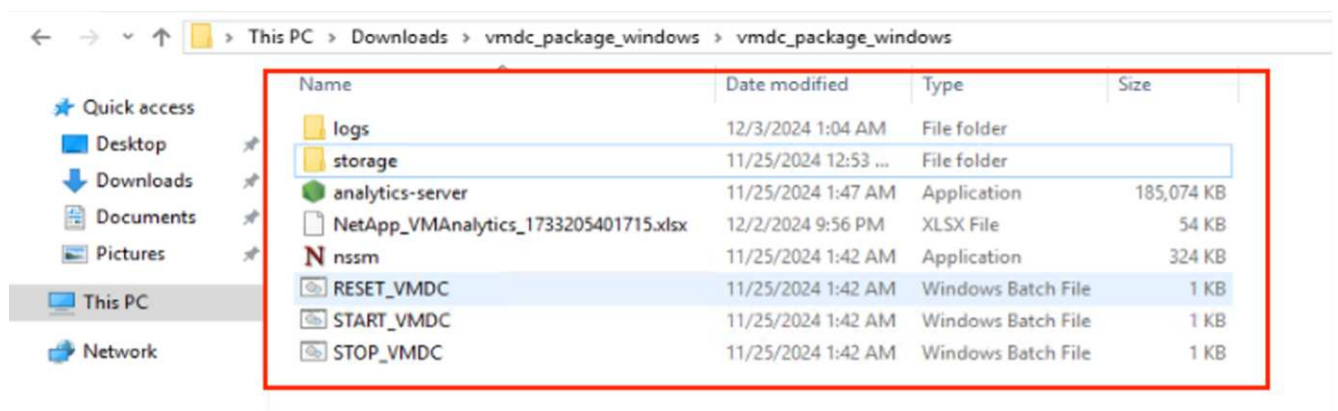 This PC > Downloads > vmdc_package_windows > vmdc_package_windows
Name Date modified Type Size
Quick access
Desktop
Downloads
Documents
Pictures
This PC
Network
logs 12/3/2024 1:04 AM File folder
storage 11/25/2024 12:53 ... File folder
analytics-server 11/25/2024 1:47 AM Application 185,074 KB
NetApp_VMAnalytics_1733205401715.xlsx 12/2/2024 9:56 PM XLSX File 54 KB
N nssm 11/25/2024 1:42 AM Application 324 KB
RESET_VMDC 11/25/2024 1:42 AM Windows Batch File 1 KB
START_VMDC 11/25/2024 1:42 AM Windows Batch File 1 KB
STOP_VMDC 11/25/2024 1:42 AM Windows Batch File 1 KB